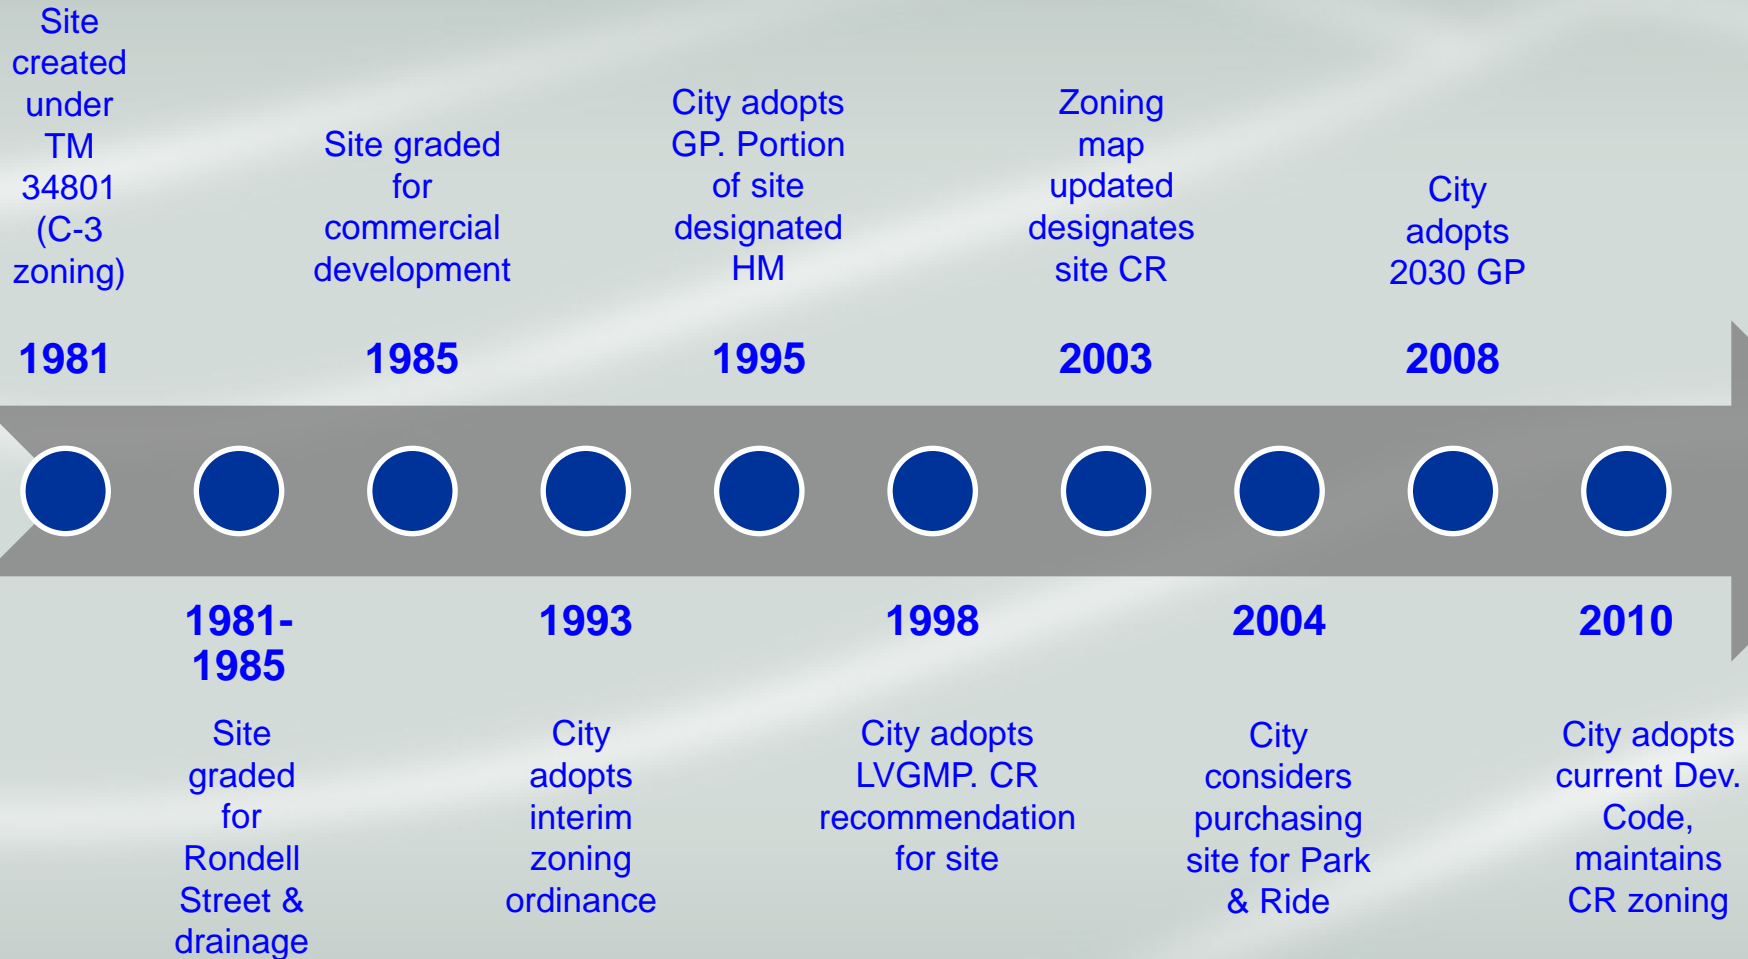 Site
created
under
TM
34801
(C-3
zoning)
1981
1981-
1985
Site
graded
for
Rondell
Street &
drainage
Site graded
for
commercial
development
1985
1993
City
adopts
interim
zoning
ordinance
City adopts
GP. Portion
of site
designated
HM
1995
1998
City adopts
LVGMP. CR
recommendation
for site
Zoning
map
updated
designates
site CR
2003
2004
City
considers
purchasing
site for Park
& Ride
City
adopts
2030 GP
2008
2010
City adopts
current Dev.
Code,
maintains
CR zoning